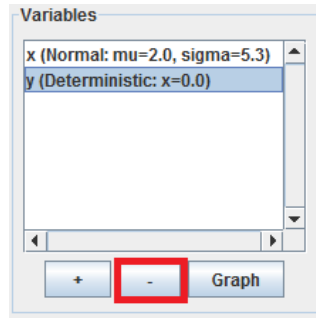 Variables
x (Normal: mu=2.0, sigma=5.3)
y (Deterministic: x=0.0)
+ - Graph